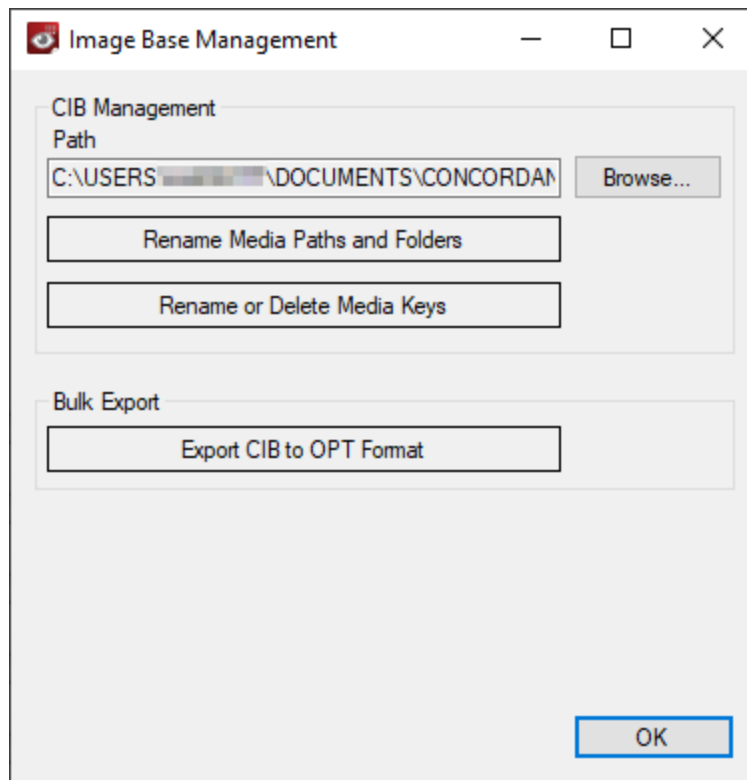 Image Base Management
CIB Management
Path
C:\USERS\DOCUMENTS\CONCORDAN
Browse...
Rename Media Paths and Folders
Rename or Delete Media Keys
Bulk Export
Export CIB to OPT Format
OK